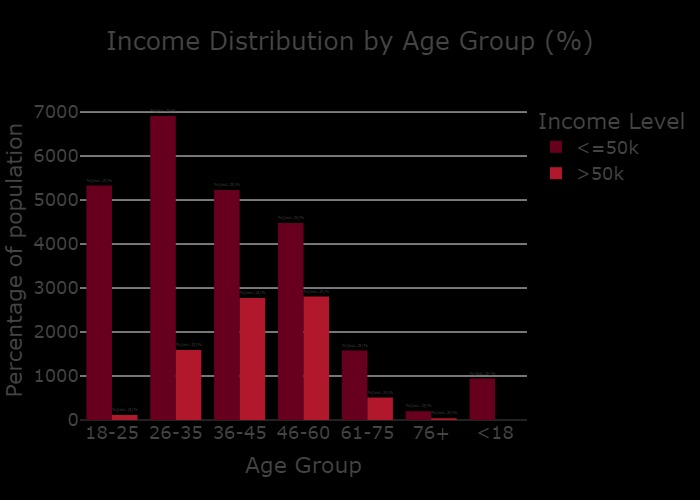 Income Distribution by Age Group (%)
Income Level
<=50k
>50k
Percentage of population
7000
6000
5000
4000
3000
2000
1000
0
18-25 26-35 36-45 46-60 61-75 76+ <18
Age Group